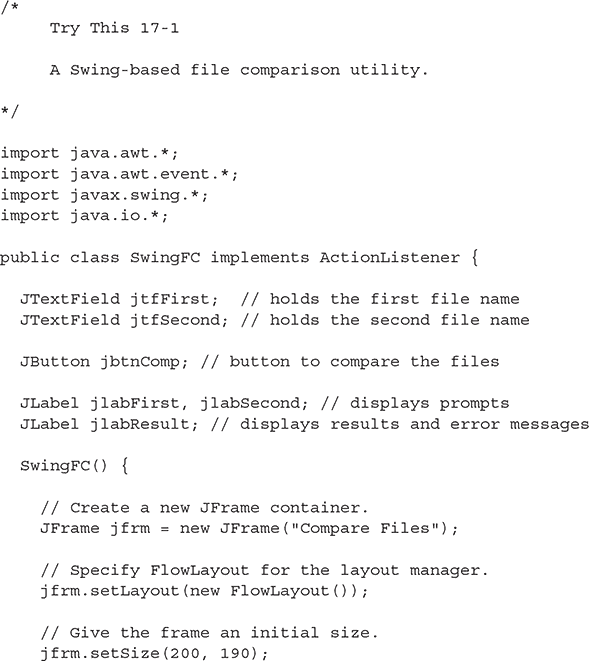 /*
     Try This 17-1

     A Swing-based file comparison utility.

*/

import java.awt.*;
import java.awt.event.*;
import javax.swing.*;
import java.io.*;

public class SwingFC implements ActionListener {

  JTextField jtfFirst;  // holds the first file name
  JTextField jtfSecond; // holds the second file name

  JButton jbtnComp; // button to compare the files

  JLabel jlabFirst, jlabSecond; // displays prompts
  JLabel jlabResult; // displays results and error messages

  SwingFC() {

    // Create a new JFrame container.
    JFrame jfrm = new JFrame("Compare Files");

    // Specify FlowLayout for the layout manager.
    jfrm.setLayout(new FlowLayout());

    // Give the frame an initial size.
    jfrm.setSize(200, 190);